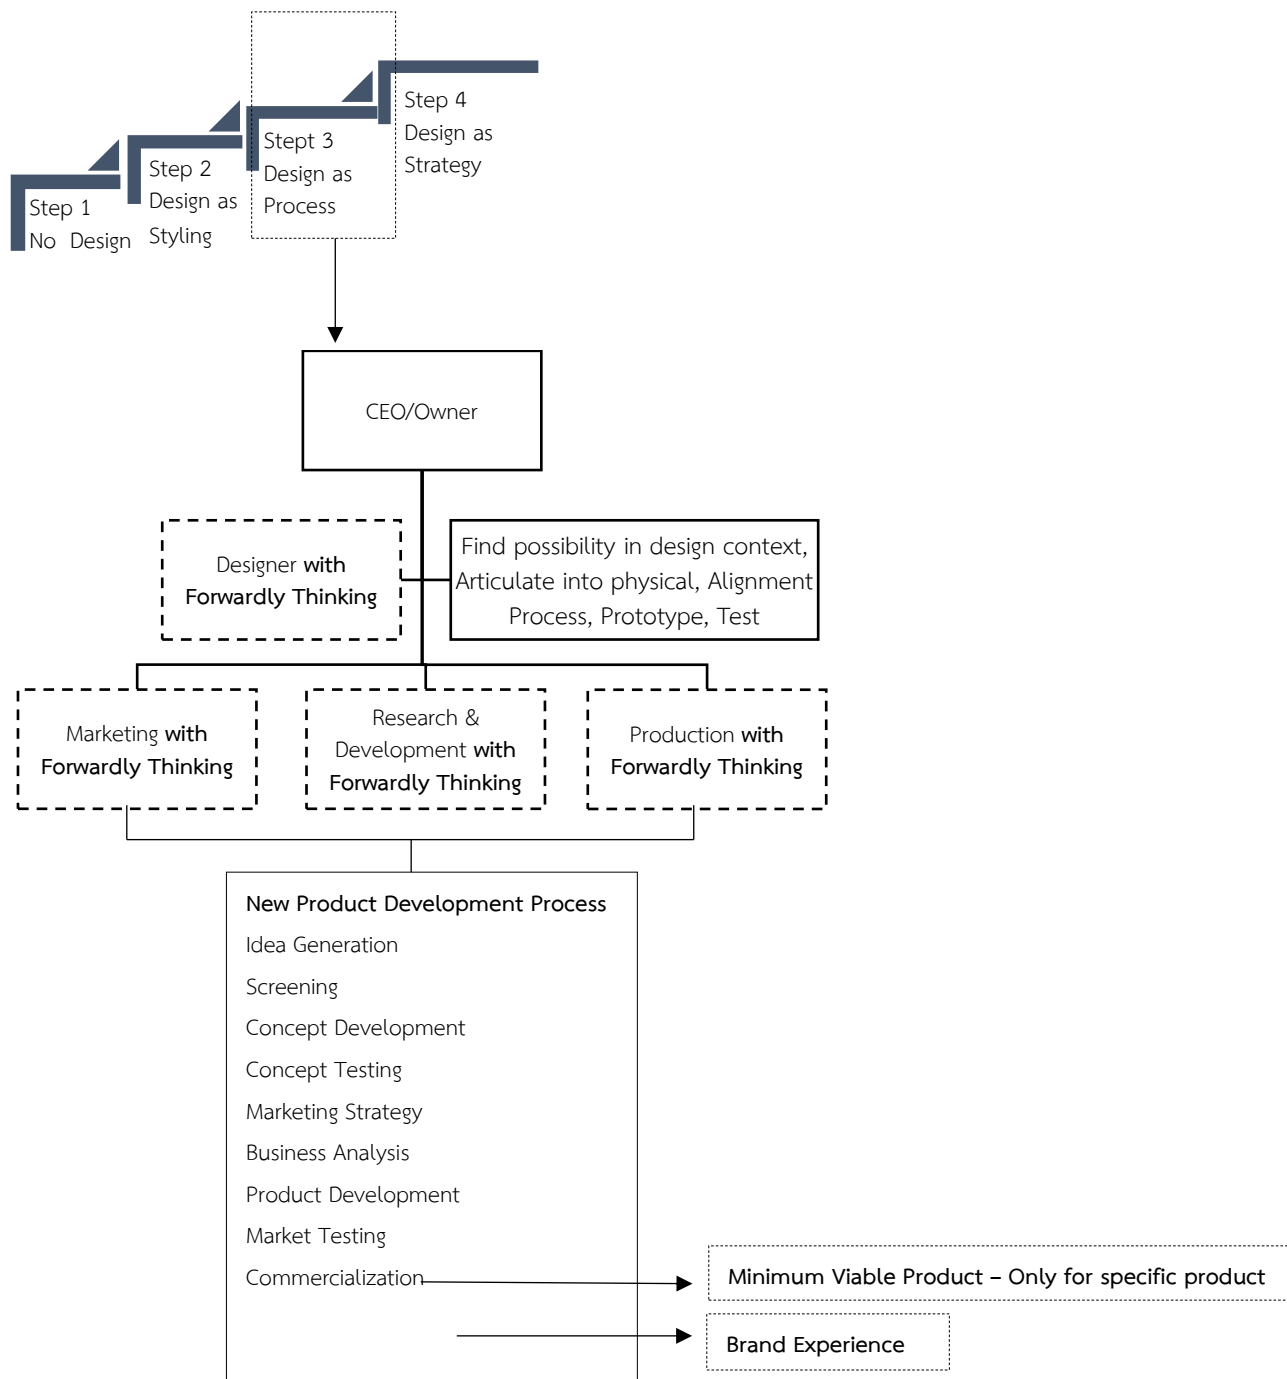 Step 1
No Design
Step 2
Design as
Styling
Stept 3
Design as
Process
Step 4
Design as
Strategy
CEO/Owner
Designer with
Forwardly Thinking
Find possibility in design context,
Articulate into physical, Alignment
Process, Prototype, Test
Marketing with
Forwardly Thinking
Research &
Development with
Forwardly Thinking
Production with
Forwardly Thinking
New Product Development Process
Idea Generation
Screening
Concept Development
Concept Testing
Marketing Strategy
Business Analysis
Product Development
Market Testing
Commercialization
Minimum Viable Product – Only for specific product
Brand Experience